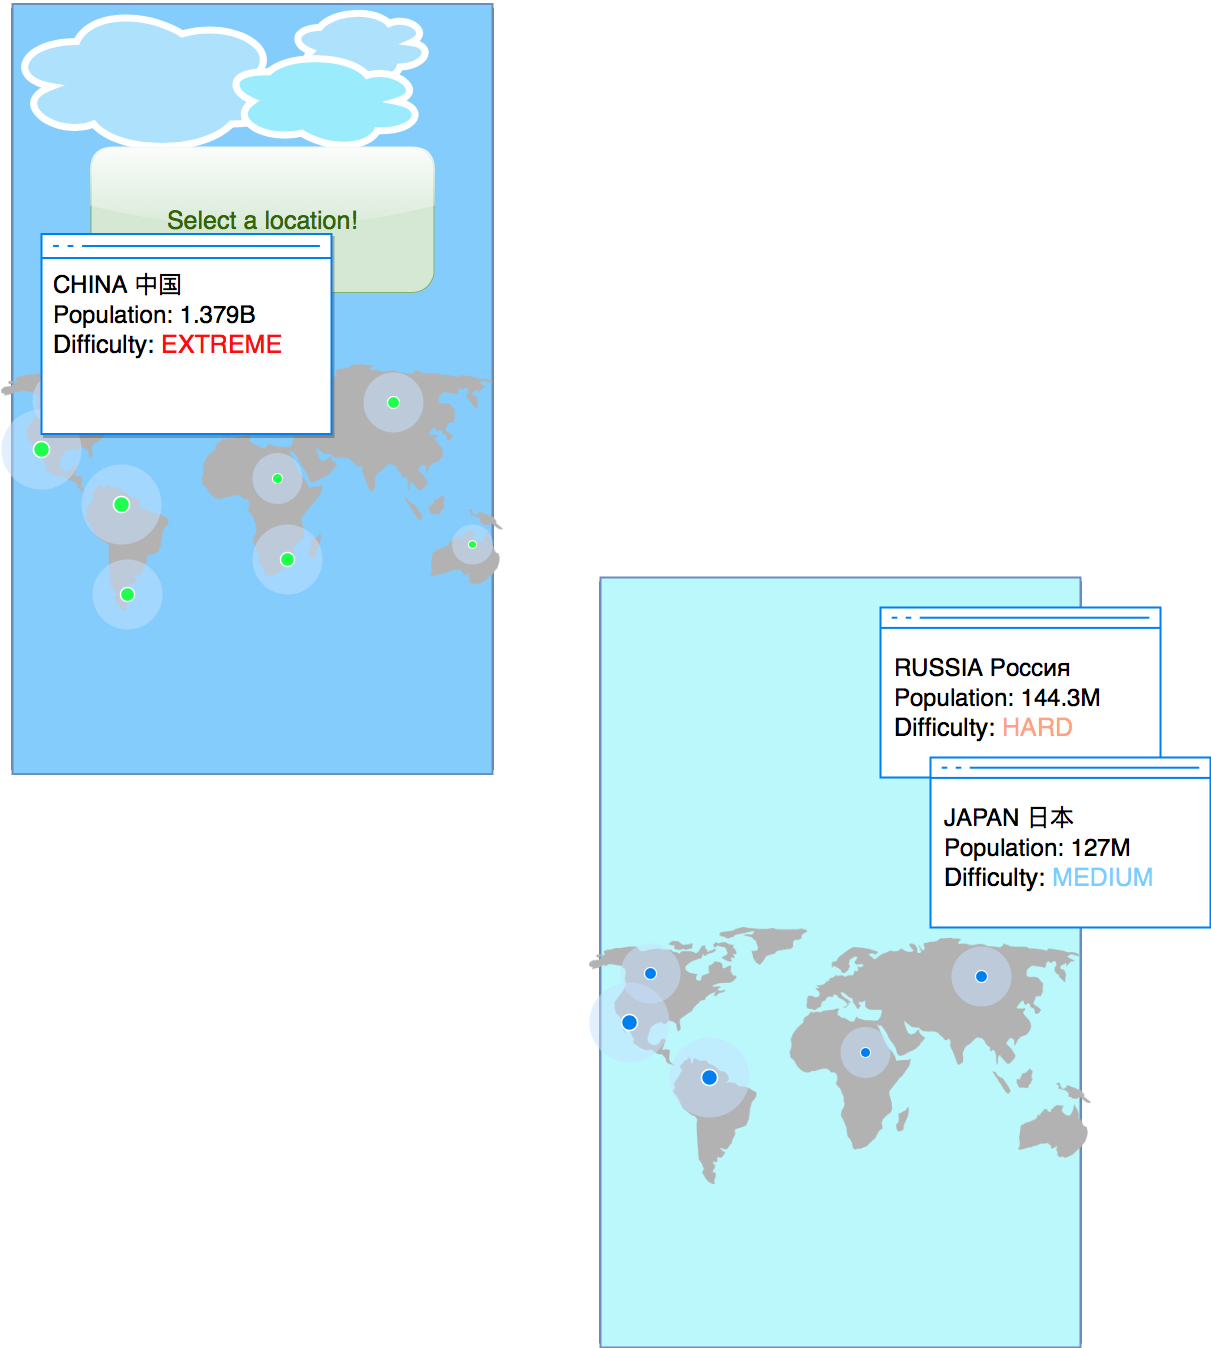 Select a location!
CHINA 中国
Population: 1.379B
Difficulty: EXTREME
RUSSIA Россия
Population: 144.3M
Difficulty: HARD
JAPAN 日本
Population: 127M
Difficulty: MEDIUM